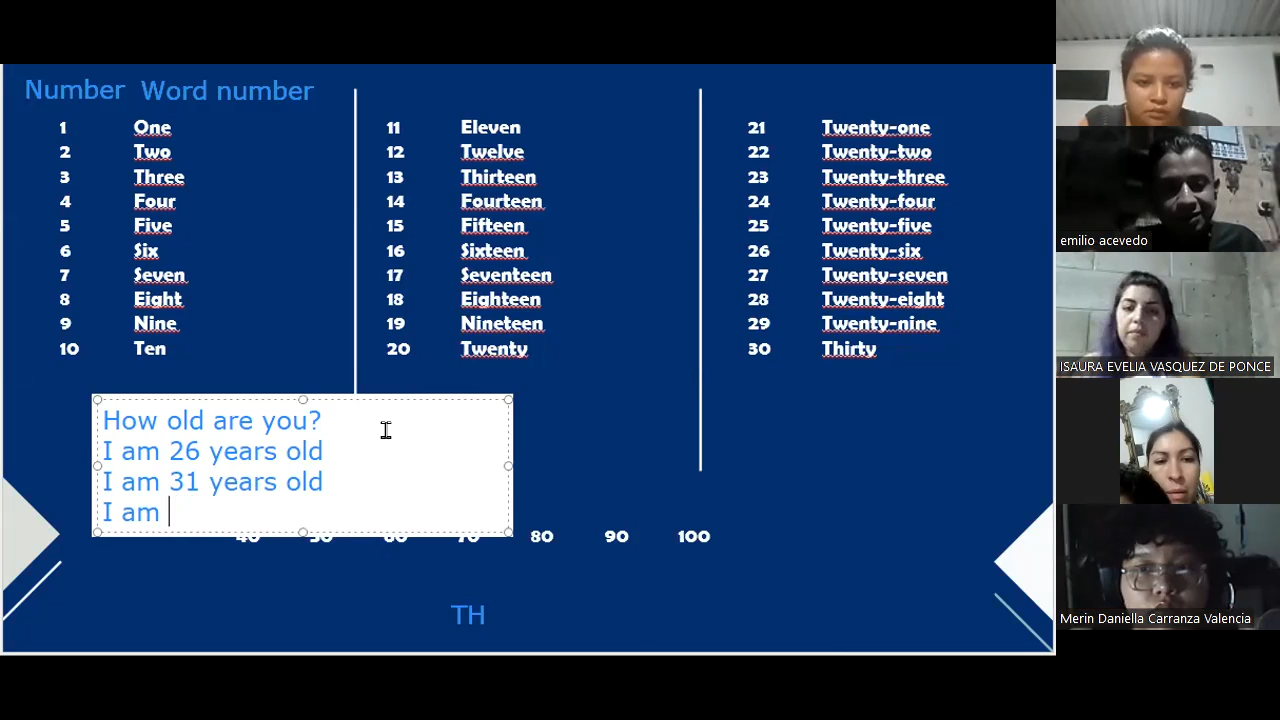 Number Word number
1 One 11 Eleven 21 Twenty-one
2 Two 12 Twelve 22 Twenty-two
3 Three 13 Thirteen 23 Twenty-three
4 Four 14 Fourteen 24 Twenty-four
5 Five 15 Fifteen 25 Twenty-five
6 Six 16 Sixteen 26 Twenty-six
7 Seven 17 Seventeen 27 Twenty-seven
8 Eight 18 Eighteen 28 Twenty-eight
9 Nine 19 Nineteen 29 Twenty-nine
10 Ten 20 Twenty 30 Thirty
How old are you?
I am 26 years old
I am 31 years old
I am
40 50 60 70 80 90 100
TH
emilio acevedo
ISAURA EVELIA VASQUEZ DE PONCE
Merin Daniella Carranza Valencia